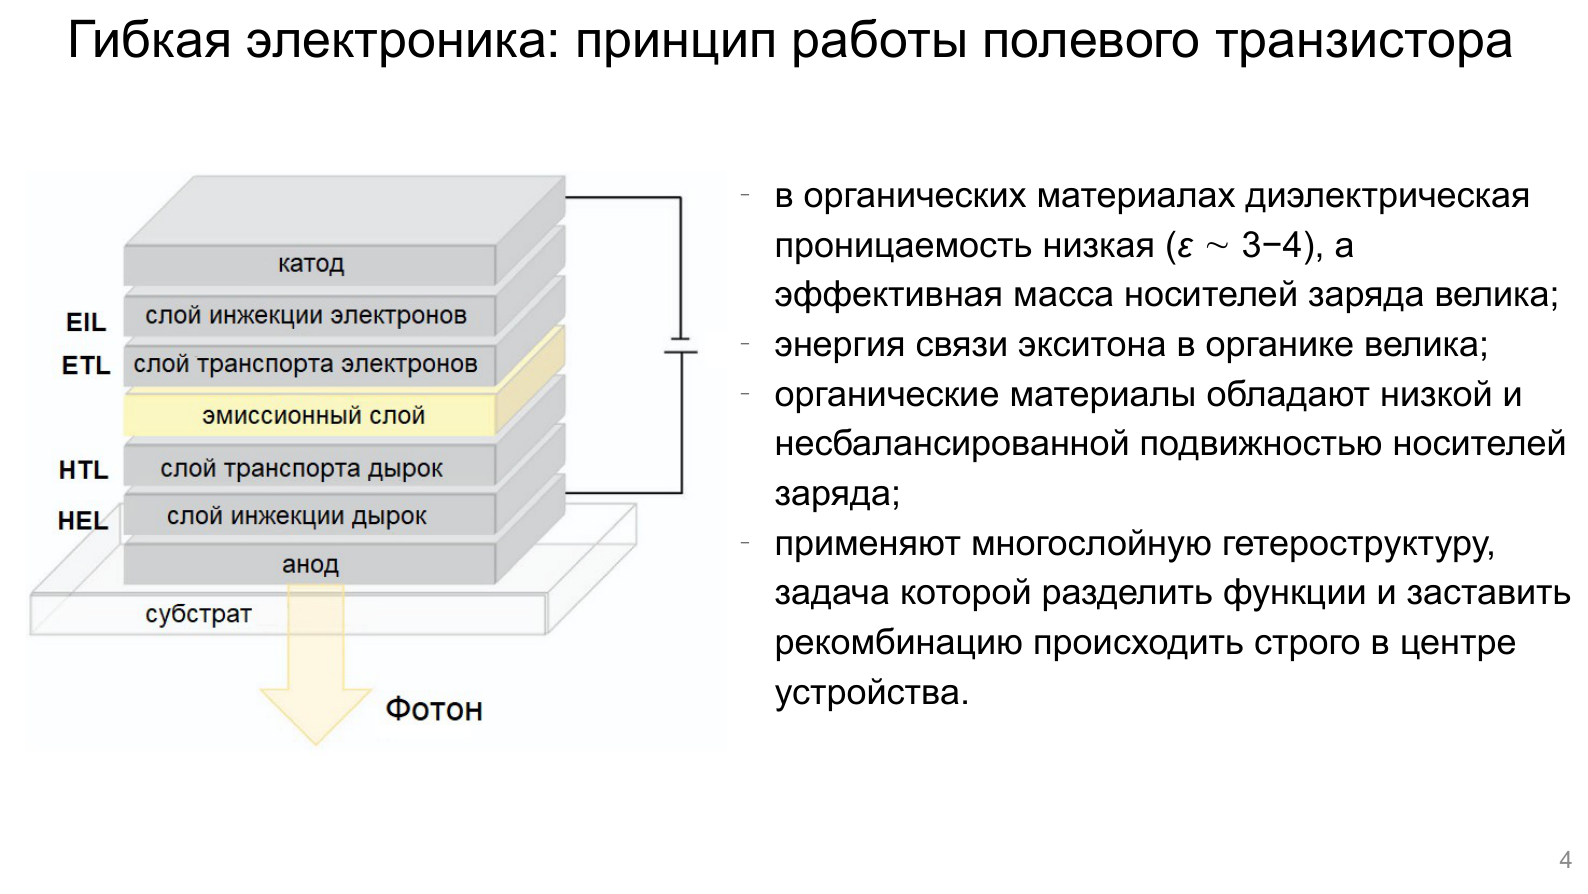 Гибкая электроника: принцип работы полевого транзистора
катод
EIL
слой инжекции электронов
ETL
слой транспорта электронов
эмиссионный слой
HTL
слой транспорта дырок
HEL
слой инжекции дырок
анод
субстрат
Фотон
- в органических материалах диэлектрическая
проницаемость низкая (ε ~ 3−4), а
эффективная масса носителей заряда велика;
- энергия связи экситона в органике велика;
- органические материалы обладают низкой и
несбалансированной подвижностью носителей
заряда;
- применяют многослойную гетероструктуру,
задача которой разделить функции и заставить
рекомбинацию происходить строго в центре
устройства.
4